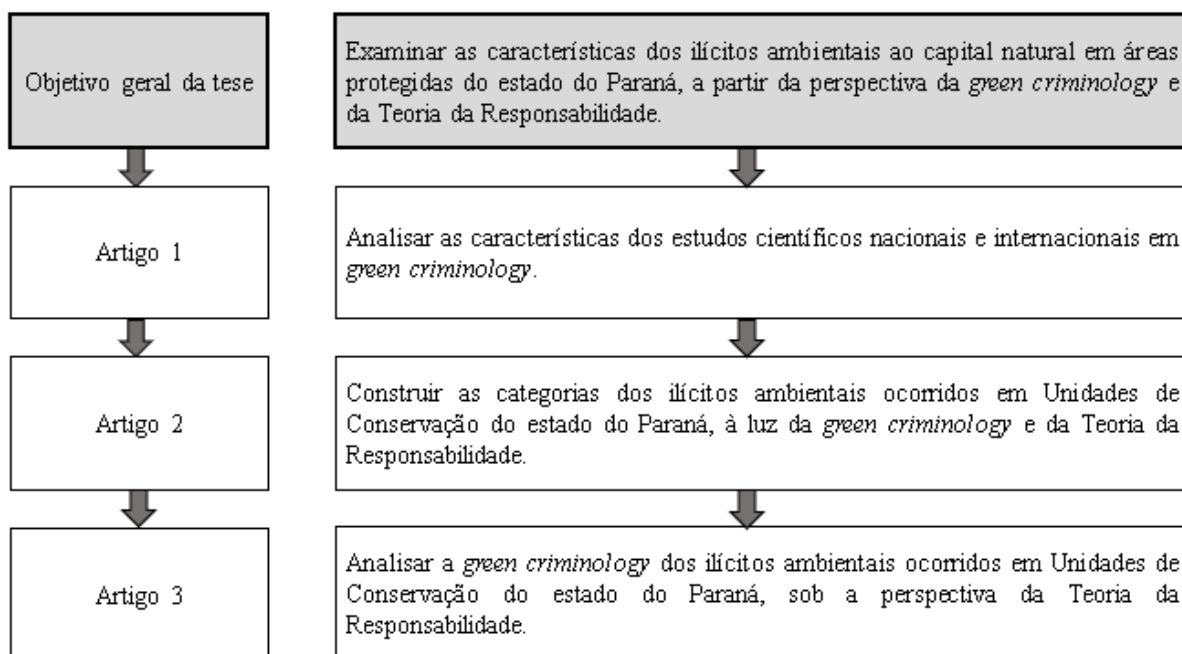 Objetivo geral da tese
Examinar as características dos ilícitos ambientais ao capital natural em áreas
protegidas do estado do Paraná, a partir da perspectiva da green criminology e
da Teoria da Responsabilidade.
Artigo 1
Analisar as características dos estudos científicos nacionais e internacionais em
green criminology.
Artigo 2
Construir as categorias dos ilícitos ambientais ocorridos em Unidades de
Conservação do estado do Paraná, à luz da green criminology e da Teoria da
Responsabilidade.
Artigo 3
Analisar a green criminology dos ilícitos ambientais ocorridos em Unidades de
Conservação do estado do Paraná, sob a perspectiva da Teoria da
Responsabilidade.